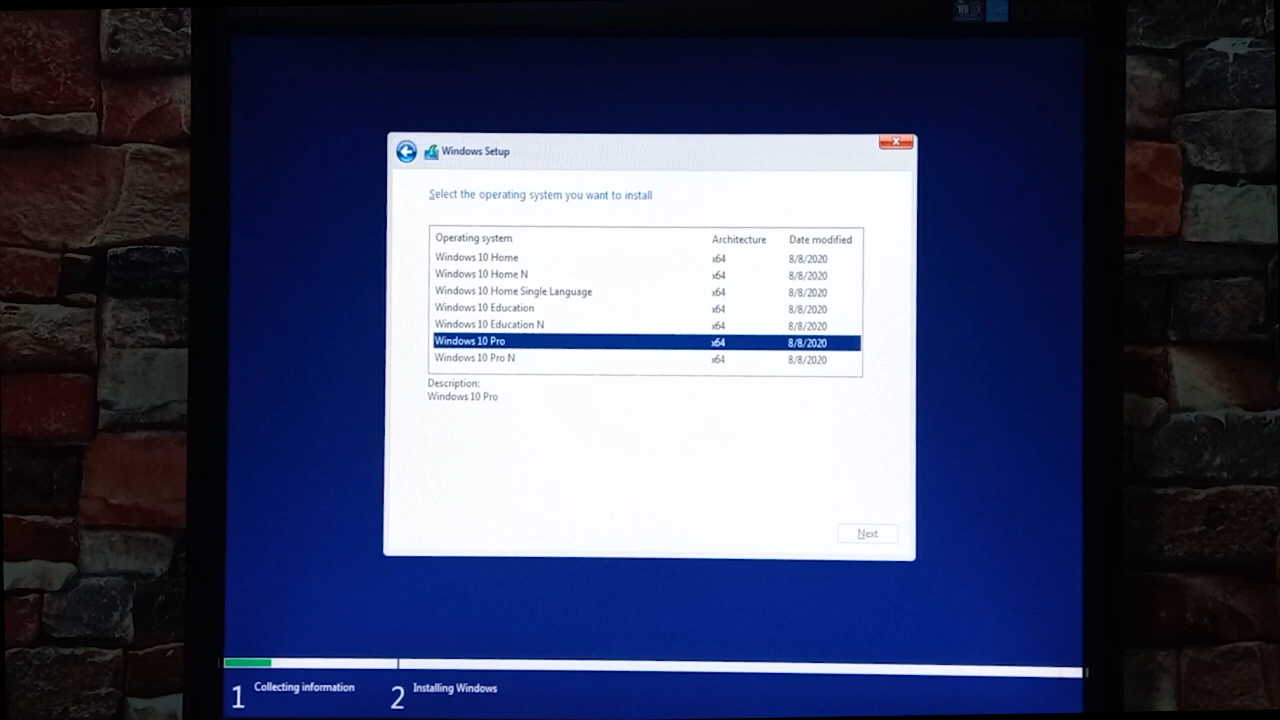 Windows Setup
Select the operating system you want to install
Operating system Architecture Date modified
Windows 10 Home x64 8/8/2020
Windows 10 Home N x64 8/8/2020
Windows 10 Home Single Language x64 8/8/2020
Windows 10 Education x64 8/8/2020
Windows 10 Education N x64 8/8/2020
Windows 10 Pro x64 8/8/2020
Windows 10 Pro N x64 8/8/2020
Description:
Windows 10 Pro
Next
1 Collecting information 2 Installing Windows